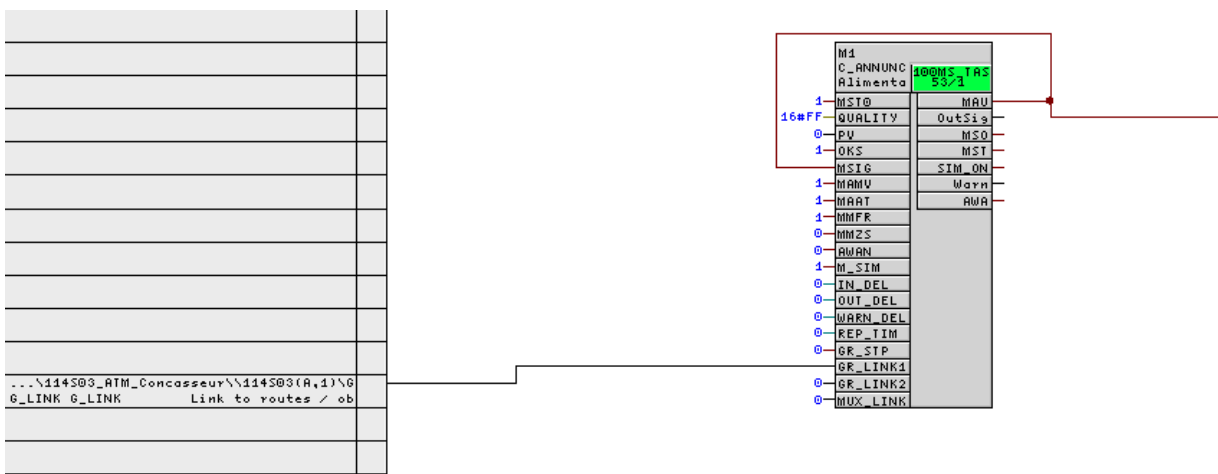 M1
C_ANNUNC
Alimenta
100MS_TAS
53/1
1 MST0 MAV
16#FF QUALITY OutSig
0 PV MSO
1 OKS MST
MSIG SIM_ON
1 MAMV Warn
1 MAAT AWA
1 MMFR
0 MMZS
0 AWAN
1 M_SIM
0 IN_DEL
0 OUT_DEL
0 WARN_DEL
0 REP_TIM
0 GR_STP
GR_LINK1
0 GR_LINK2
0 MUX_LINK
...\114S03_ATM_Concasseur\\114S03(A,1)\G
G_LINK G_LINK Link to routes / ob